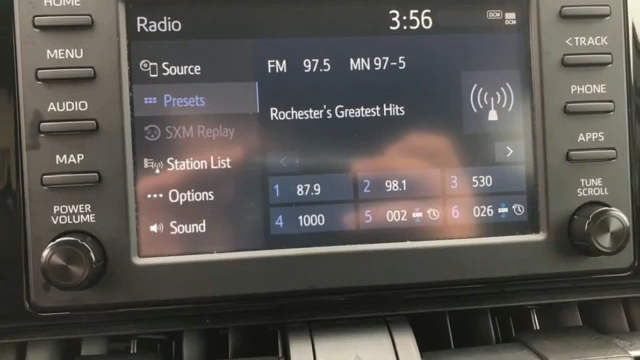 HOME
MENU
AUDIO
MAP
POWER
VOLUME
Radio
3:56
DCM
Source
Presets
SXM Replay
Station List
Options
Sound
FM 97.5 MN 97-5
Rochester's Greatest Hits
<
>
1 87.9
2 98.1
3 530
4 1000
5 002
6 026
< TRACK
PHONE
APPS
TUNE
SCROLL